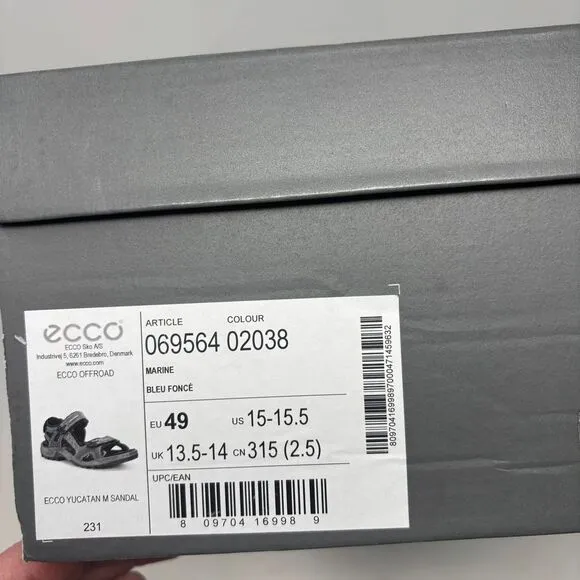 ecco
ECCO Sko A/S
Industrivej 5, 6261 Bredebro, Denmark
www.ecco.com
ECCO OFFROAD
ECCO YUCATAN M SANDAL
231
ARTICLE COLOUR
069564 02038
MARINE
BLEU FONCÉ
EU 49 US 15-15.5
UK 13.5-14 CN 315 (2.5)
UPC/EAN
8 09704 16998 9
8097041699897000471459632